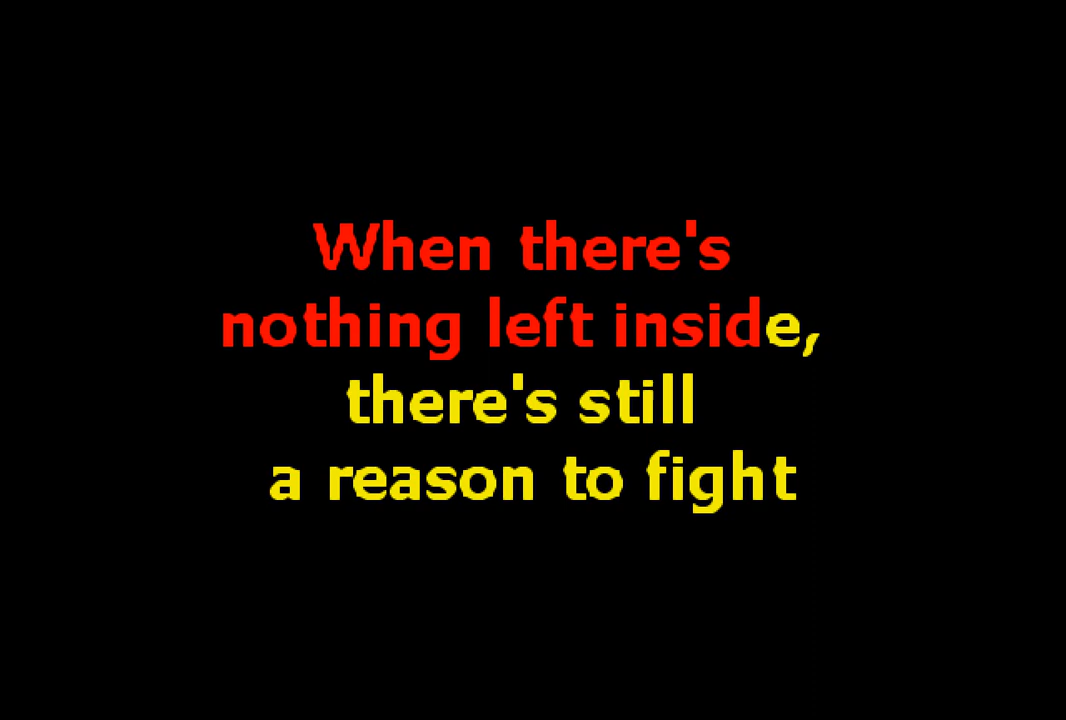 When there's
nothing left inside,
there's still
a reason to fight